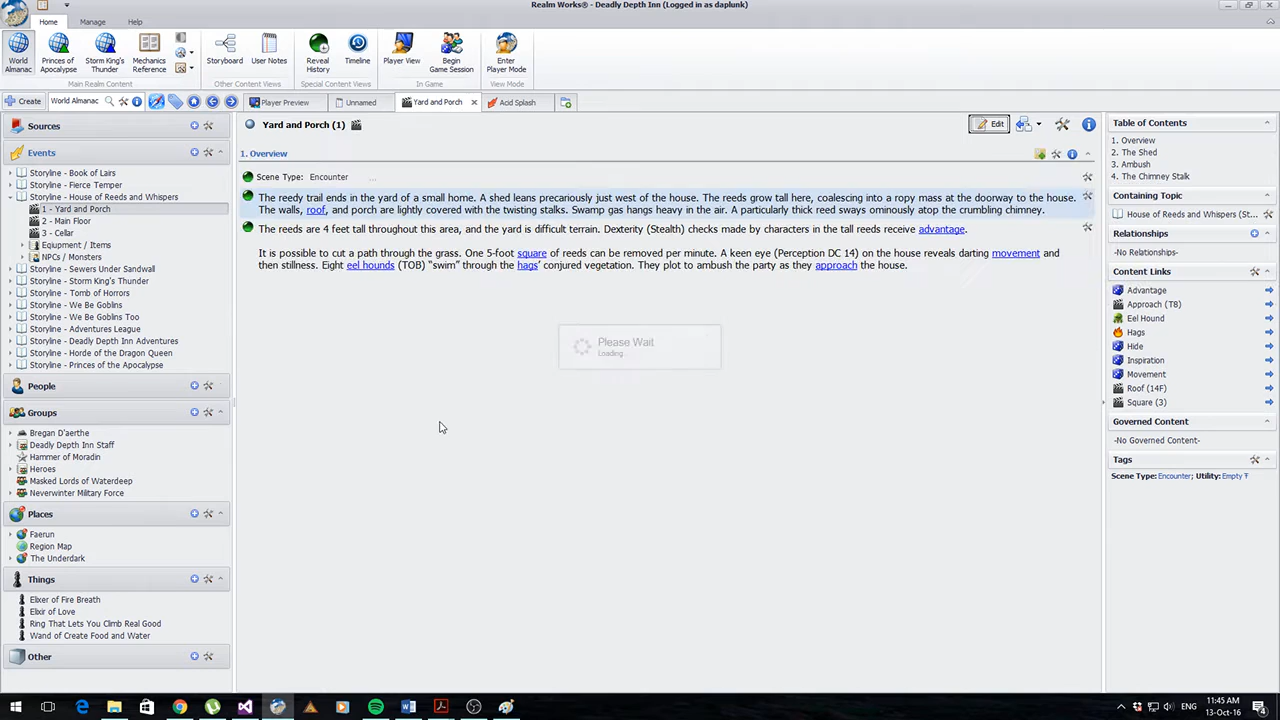 Realm Works® - Deadly Depth Inn (Logged in as daplunk)
Home
Manage
Help
World Almanac
Princes of Apocalypse
Storm King's Thunder
Mechanics Reference
Storyboard
User Notes
Reveal History
Timeline
Player View
Begin Game Session
Enter Player Mode
Main Realm Content
Other Content Views
Special Content Views
In Game
View Mode
Create
World Almanac
Player Preview
Unnamed
Yard and Porch
Acid Splash
Sources
Events
Storyline - Book of Lairs
Storyline - Fierce Temper
Storyline - House of Reeds and Whispers
1 - Yard and Porch
2 - Main Floor
3 - Cellar
Eqiupment / Items
NPCs / Monsters
Storyline - Sewers Under Sandwall
Storyline - Storm King's Thunder
Storyline - Tomb of Horrors
Storyline - We Be Goblins
Storyline - We Be Goblins Too
Storyline - Adventures League
Storyline - Deadly Depth Inn Adventures
Storyline - Horde of the Dragon Queen
Storyline - Princes of the Apocalypse
People
Groups
Bregan D'aerthe
Deadly Depth Inn Staff
Hammer of Moradin
Heroes
Masked Lords of Waterdeep
Neverwinter Military Force
Places
Faerun
Region Map
The Underdark
Things
Elixer of Fire Breath
Elixir of Love
Ring That Lets You Climb Real Good
Wand of Create Food and Water
Other
Yard and Porch (1)
Edit
1. Overview
Scene Type: Encounter ...
The reedy trail ends in the yard of a small home. A shed leans precariously just west of the house. The reeds grow tall here, coalescing into a ropy mass at the doorway to the house.
The walls, roof, and porch are lightly covered with the twisting stalks. Swamp gas hangs heavy in the air. A particularly thick reed sways ominously atop the crumbling chimney.
The reeds are 4 feet tall throughout this area, and the yard is difficult terrain. Dexterity (Stealth) checks made by characters in the tall reeds receive advantage.
It is possible to cut a path through the grass. One 5-foot square of reeds can be removed per minute. A keen eye (Perception DC 14) on the house reveals darting movement and
then stillness. Eight eel hounds (TOB) “swim” through the hags' conjured vegetation. They plot to ambush the party as they approach the house.
Please Wait
Loading...
Table of Contents
1. Overview
2. The Shed
3. Ambush
4. The Chimney Stalk
Containing Topic
House of Reeds and Whispers (St...
Relationships
-No Relationships-
Content Links
Advantage
Approach (T8)
Eel Hound
Hags
Hide
Inspiration
Movement
Roof (14F)
Square (3)
Governed Content
-No Governed Content-
Tags
Scene Type: Encounter; Utility: Empty Ŧ
ENG
11:45 AM
13-Oct-16